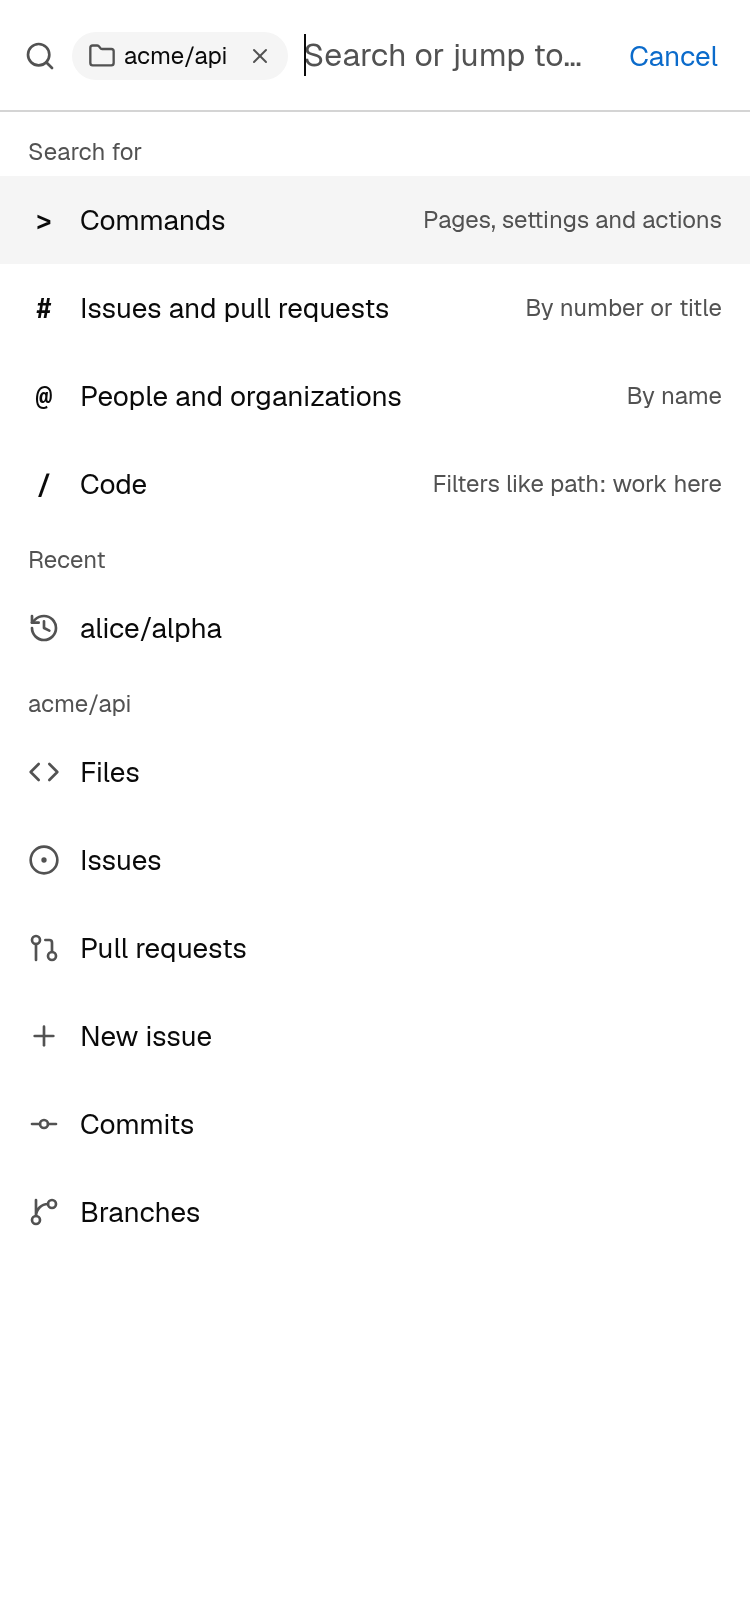 acme/api Search or jump to... Cancel
Search for
> Commands Pages, settings and actions
# Issues and pull requests By number or title
@ People and organizations By name
/ Code Filters like path: work here
Recent
alice/alpha
acme/api
Files
Issues
Pull requests
New issue
Commits
Branches